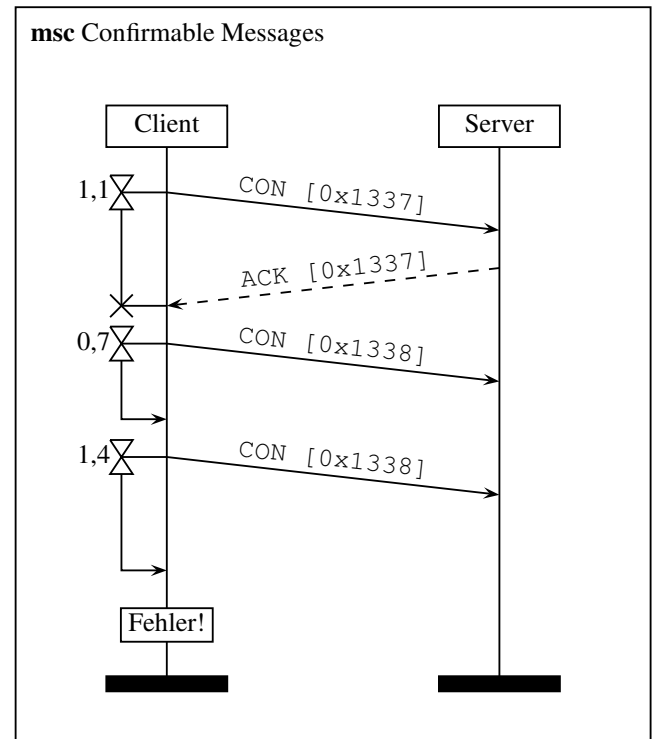 msc Confirmable Messages
Client
Server
1,1
CON [0x1337]
ACK [0x1337]
0,7
CON [0x1338]
1,4
CON [0x1338]
Fehler!